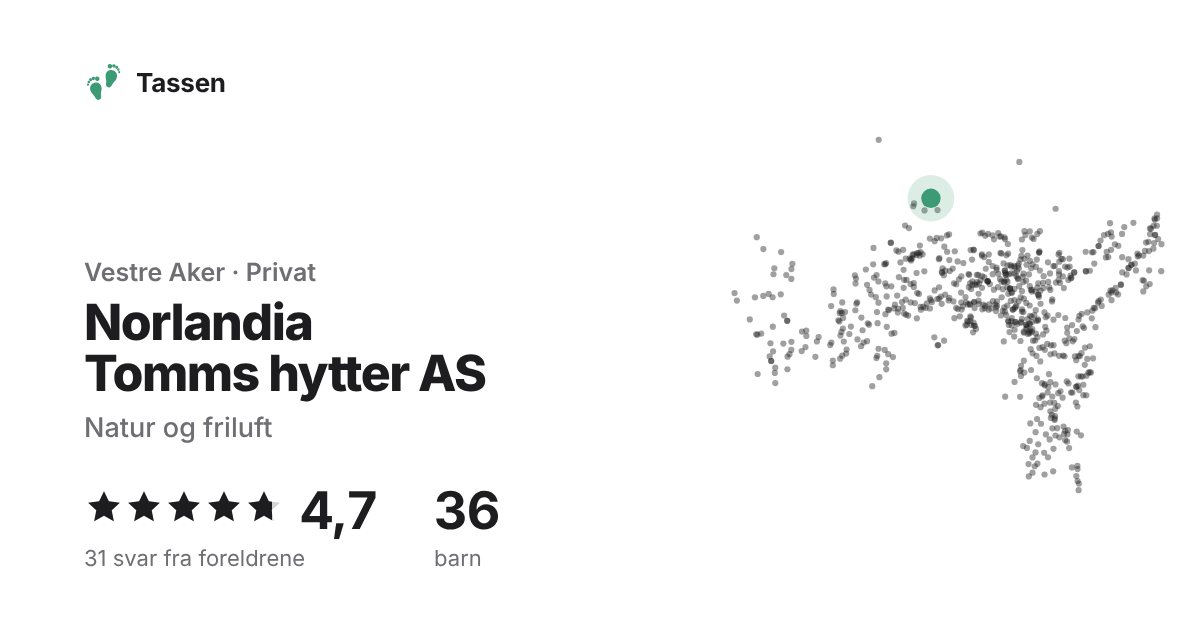 Tassen
Vestre Aker · Privat
Norlandia
Tomms hytter AS
Natur og friluft
4,7 36
31 svar fra foreldrene barn